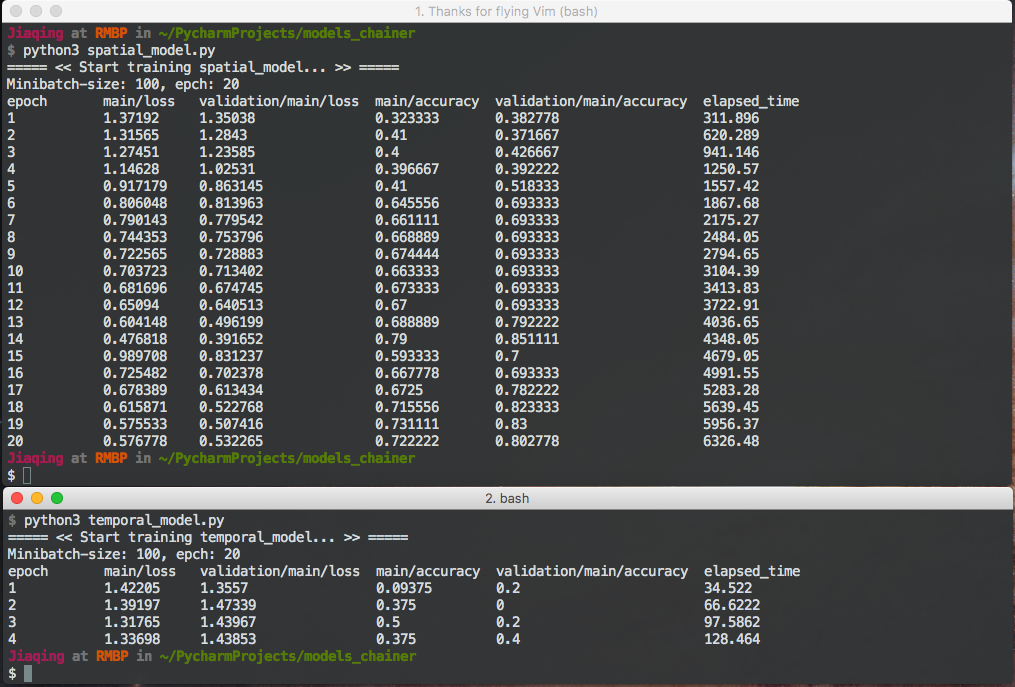 1. Thanks for flying Vim (bash)
Jiaqing at RMBP in ~/PycharmProjects/models_chainer
$ python3 spatial_model.py
===== << Start training spatial_model... >> =====
Minibatch-size: 100, epch: 20
epoch main/loss validation/main/loss main/accuracy validation/main/accuracy elapsed_time
1 1.37192 1.35038 0.323333 0.382778 311.896
2 1.31565 1.2843 0.41 0.371667 620.289
3 1.27451 1.23585 0.4 0.426667 941.146
4 1.14628 1.02531 0.396667 0.392222 1250.57
5 0.917179 0.863145 0.41 0.518333 1557.42
6 0.806048 0.813963 0.645556 0.693333 1867.68
7 0.790143 0.779542 0.661111 0.693333 2175.27
8 0.744353 0.753796 0.668889 0.693333 2484.05
9 0.722565 0.728883 0.674444 0.693333 2794.65
10 0.703723 0.713402 0.663333 0.693333 3104.39
11 0.681696 0.674745 0.673333 0.693333 3413.83
12 0.65094 0.640513 0.67 0.693333 3722.91
13 0.604148 0.496199 0.688889 0.792222 4036.65
14 0.476818 0.391652 0.79 0.851111 4348.05
15 0.989708 0.831237 0.593333 0.7 4679.05
16 0.725482 0.702378 0.667778 0.693333 4991.55
17 0.678389 0.613434 0.6725 0.782222 5283.28
18 0.615871 0.522768 0.715556 0.823333 5639.45
19 0.575533 0.507416 0.731111 0.83 5956.37
20 0.576778 0.532265 0.722222 0.802778 6326.48
Jiaqing at RMBP in ~/PycharmProjects/models_chainer
$
2. bash
$ python3 temporal_model.py
===== << Start training temporal_model... >> =====
Minibatch-size: 100, epch: 20
epoch main/loss validation/main/loss main/accuracy validation/main/accuracy elapsed_time
1 1.42205 1.3557 0.09375 0.2 34.522
2 1.39197 1.47339 0.375 0 66.6222
3 1.31765 1.43967 0.5 0.2 97.5862
4 1.33698 1.43853 0.375 0.4 128.464
Jiaqing at RMBP in ~/PycharmProjects/models_chainer
$